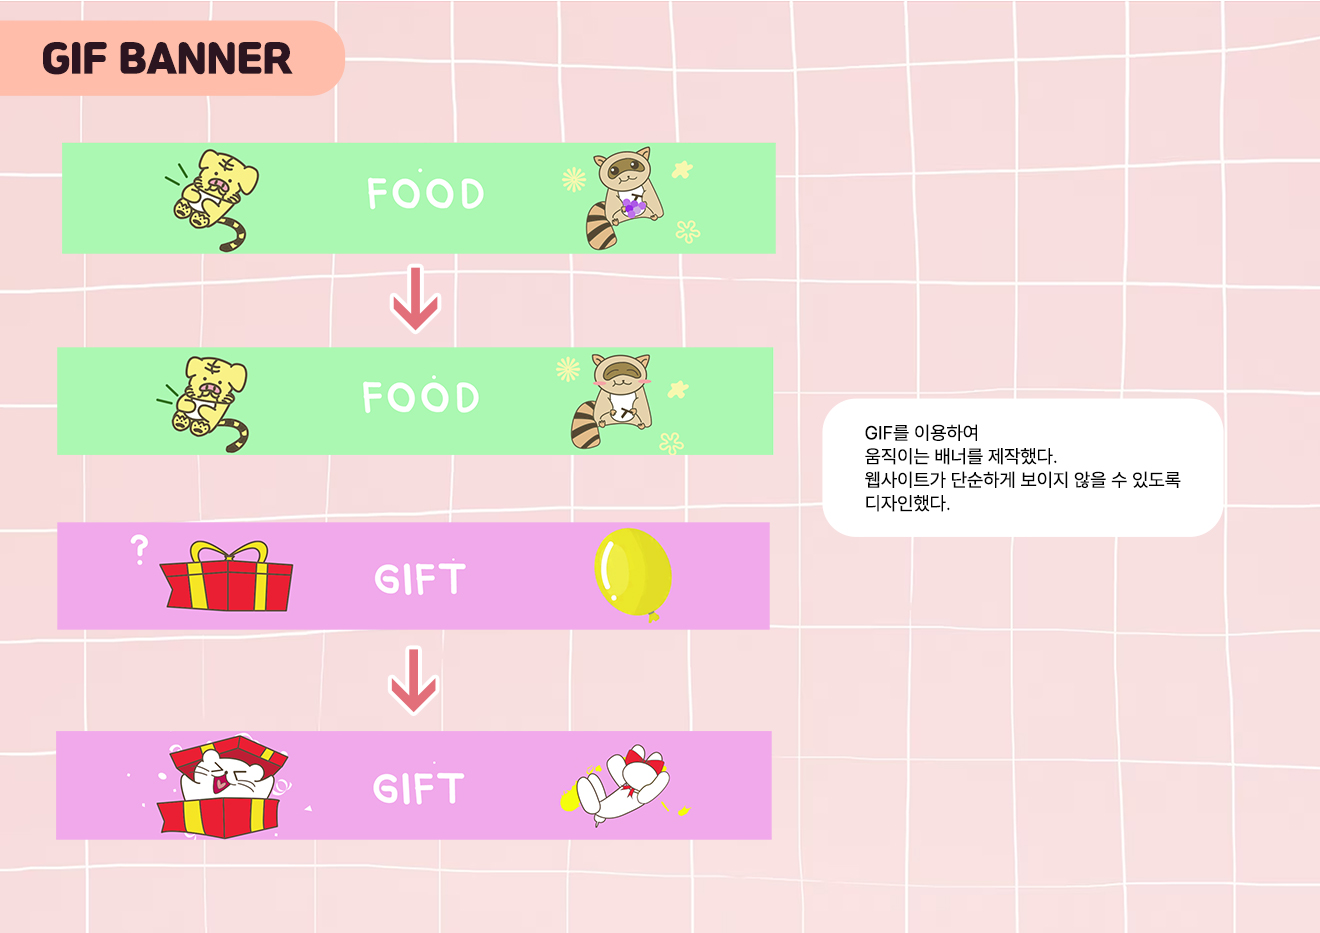 GIF BANNER
FOOD
FOOD
GIF를 이용하여
움직이는 배너를 제작했다.
웹사이트가 단순하게 보이지 않을 수 있도록
디자인했다.
?
GIFT
GIFT